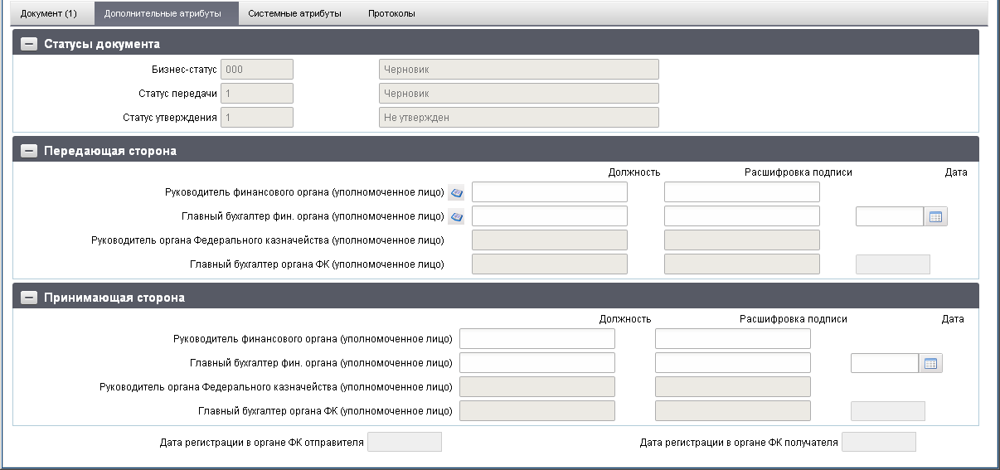 Документ (1) Дополнительные атрибуты Системные атрибуты Протоколы
Статусы документа
Бизнес-статус 000 Черновик
Статус передачи 1 Черновик
Статус утверждения 1 Не утвержден
Передающая сторона
Должность Расшифровка подписи Дата
Руководитель финансового органа (уполномоченное лицо)
Главный бухгалтер фин. органа (уполномоченное лицо)
Руководитель органа Федерального казначейства (уполномоченное лицо)
Главный бухгалтер органа ФК (уполномоченное лицо)
Принимающая сторона
Должность Расшифровка подписи Дата
Руководитель финансового органа (уполномоченное лицо)
Главный бухгалтер фин. органа (уполномоченное лицо)
Руководитель органа Федерального казначейства (уполномоченное лицо)
Главный бухгалтер органа ФК (уполномоченное лицо)
Дата регистрации в органе ФК отправителя Дата регистрации в органе ФК получателя